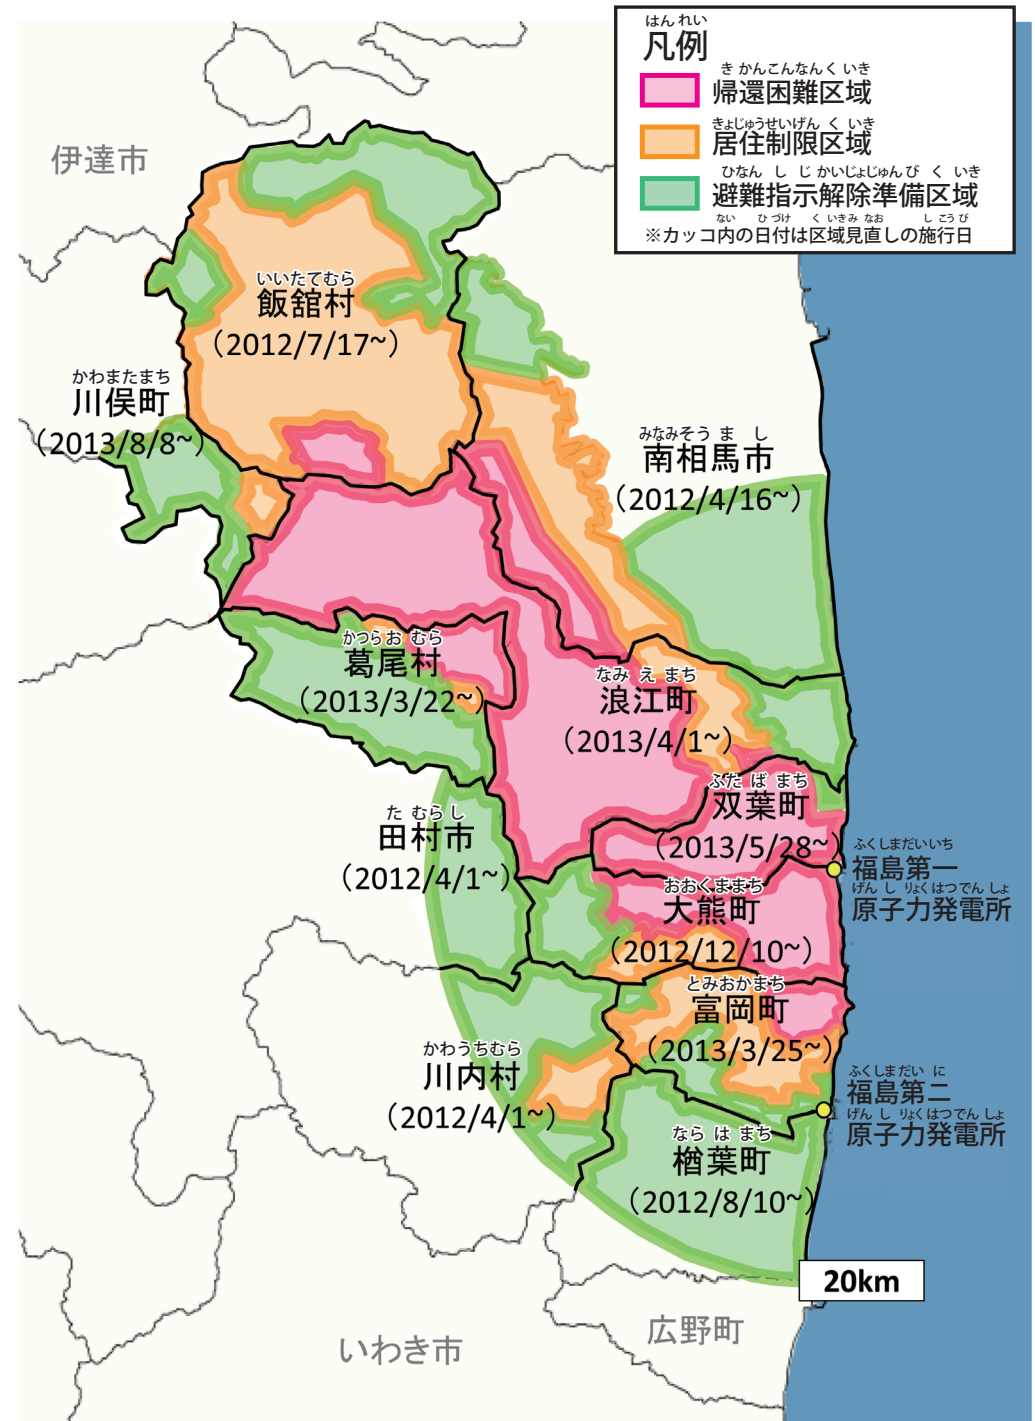 はんれい
凡例
きかんこんなんくいき
帰還困難区域
きょじゅうせいげんくいき
居住制限区域
ひなんしじかいじょじゅんびくいき
避難指示解除準備区域
ないひづけくいきみなおしこうび
※カッコ内の日付は区域見直しの施行日
伊達市
いいたてむら
飯舘村
(2012/7/17~)
かわまたまち
川俣町
(2013/8/8~)
みなみそうまし
南相馬市
(2012/4/16~)
かつらおむら
葛尾村
(2013/3/22~)
なみえまち
浪江町
(2013/4/1~)
ふたばまち
双葉町
(2013/5/28~)
たむらし
田村市
(2012/4/1~)
ふくしまだいいち
福島第一
げんしりょくはつでんしょ
原子力発電所
おおくままち
大熊町
(2012/12/10~)
とみおかまち
富岡町
(2013/3/25~)
かわうちむら
川内村
(2012/4/1~)
ふくしまだいに
福島第二
げんしりょくはつでんしょ
原子力発電所
ならはまち
楢葉町
(2012/8/10~)
20km
広野町
いわき市